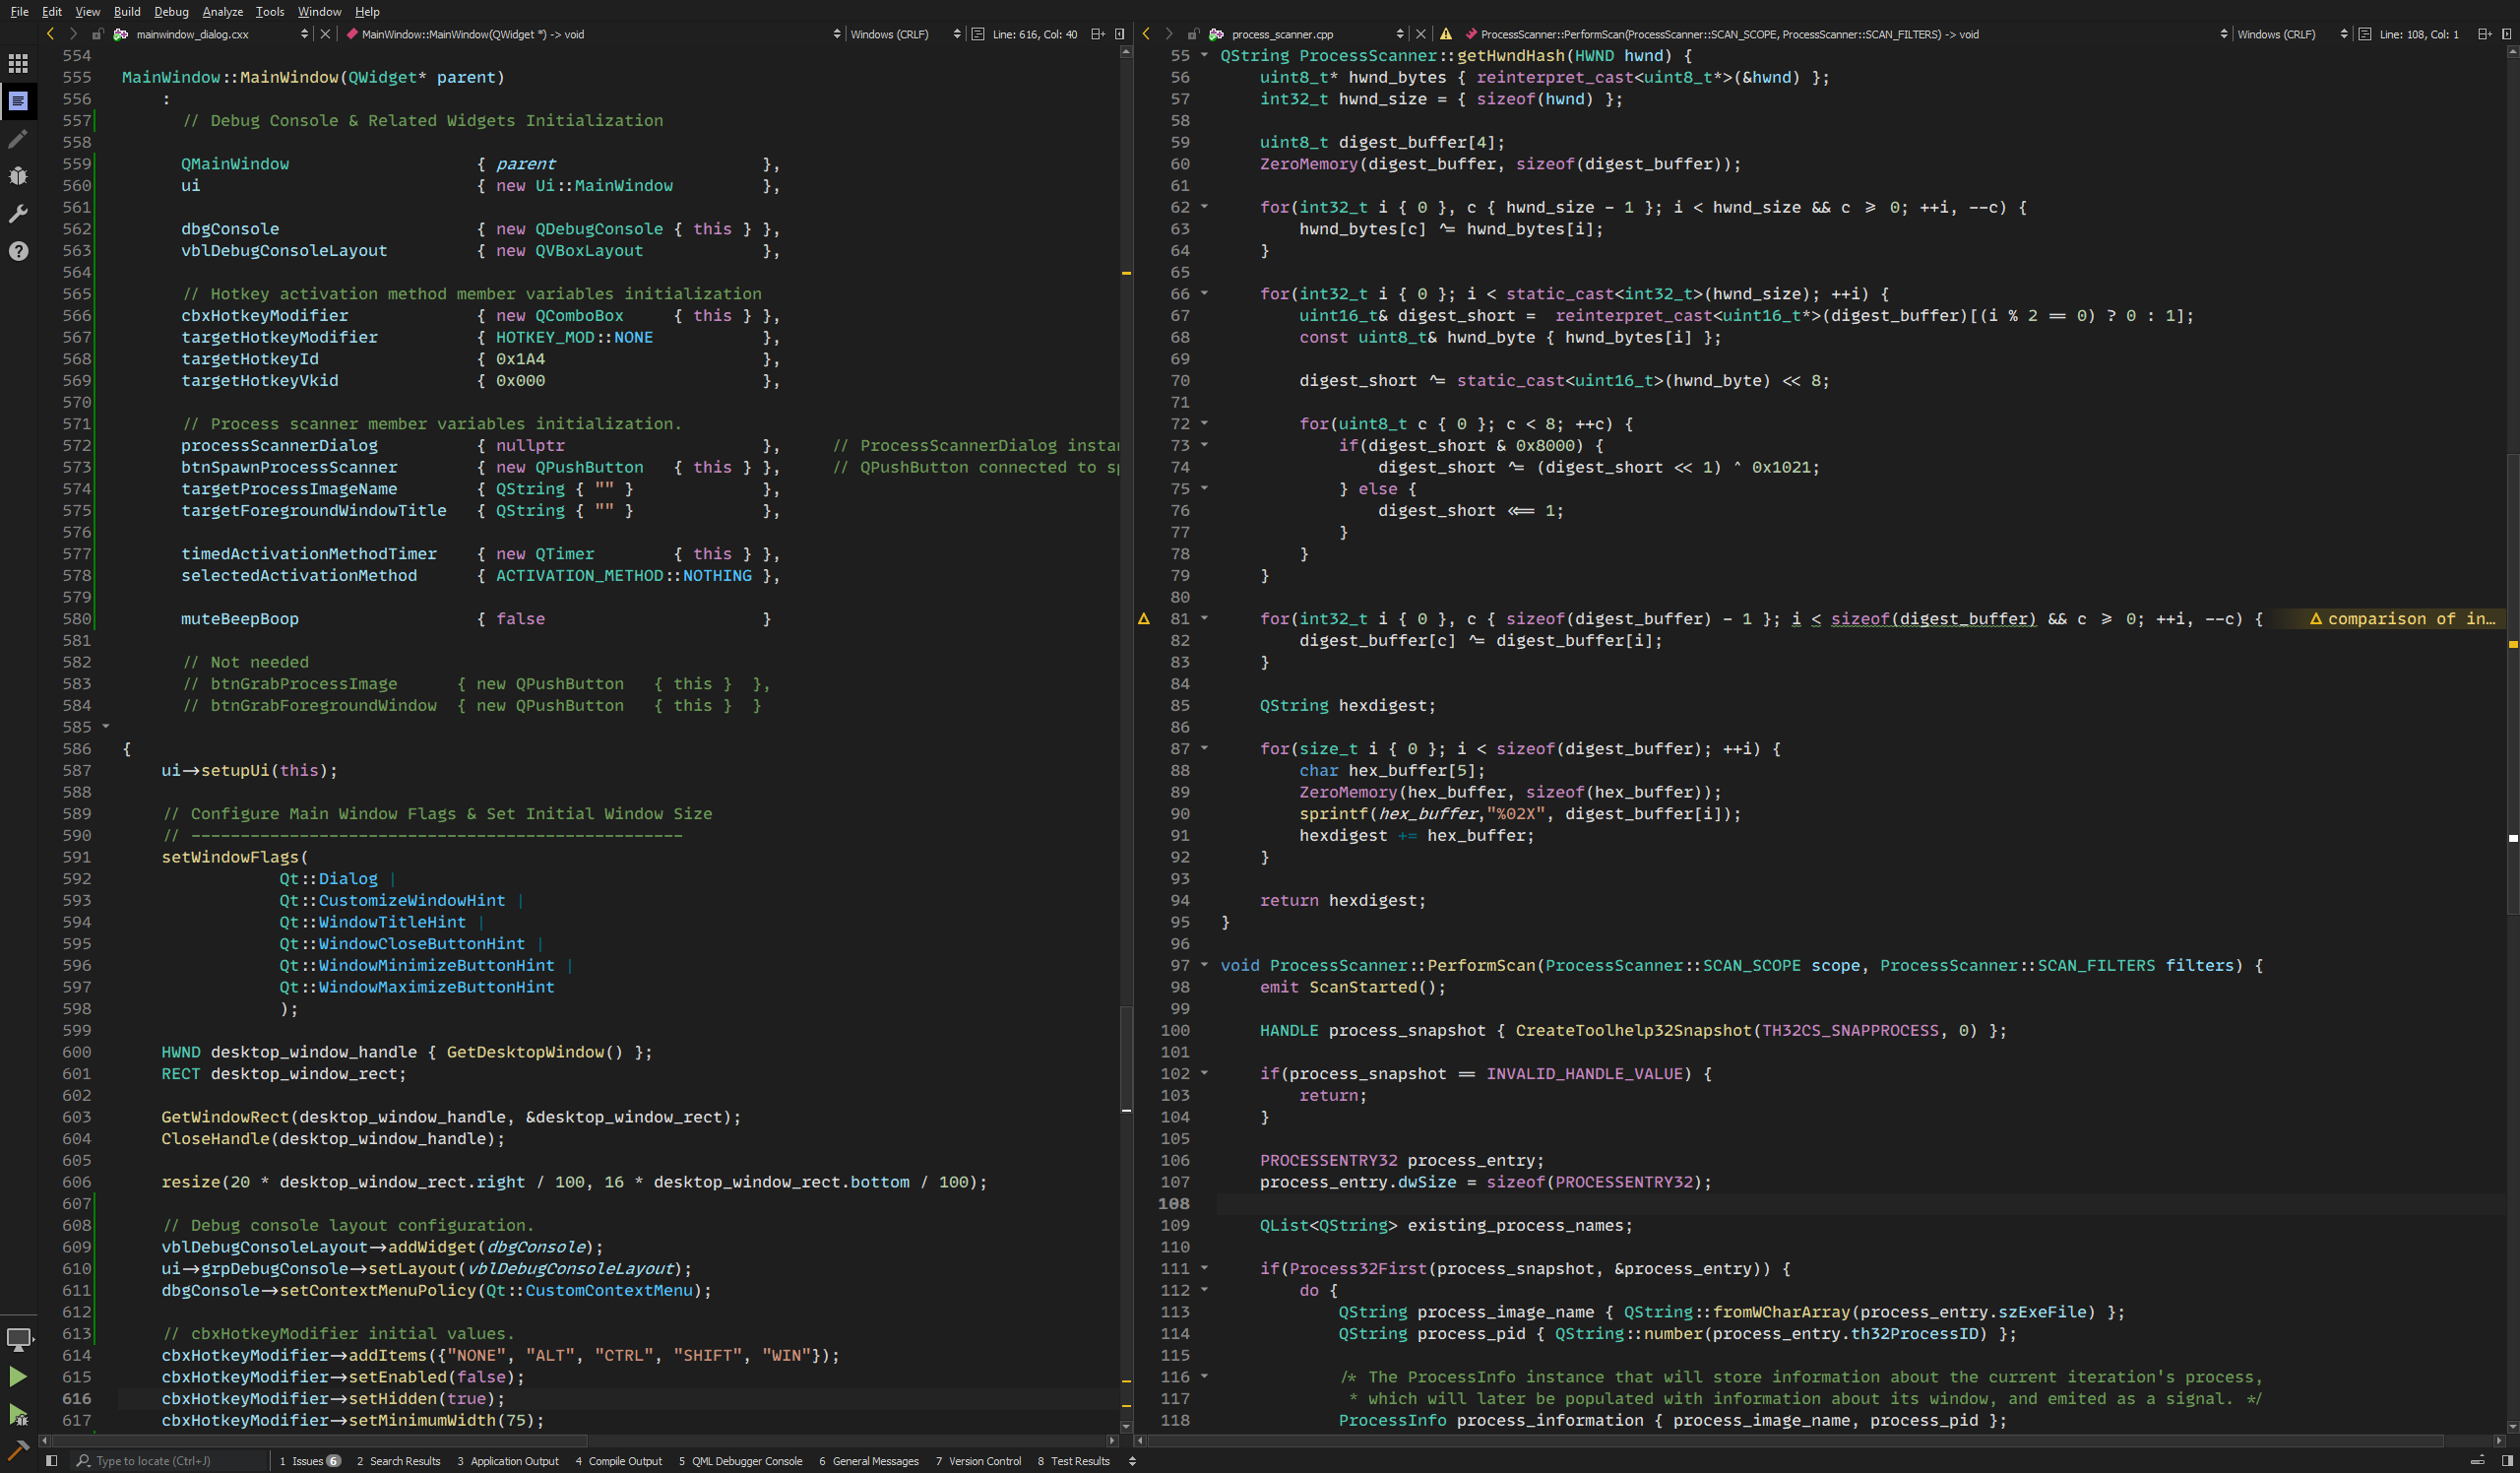 File Edit View Build Debug Analyze Tools Window Help
mainwindow_dialog.cxx MainWindow::MainWindow(QWidget *) -> void Windows (CRLF) Line: 616, Col: 40
554
555 MainWindow::MainWindow(QWidget* parent)
556 :
557 // Debug Console & Related Widgets Initialization
558
559 QMainWindow { parent },
560 ui { new Ui::MainWindow },
561
562 dbgConsole { new QDebugConsole { this } },
563 vblDebugConsoleLayout { new QVBoxLayout },
564
565 // Hotkey activation method member variables initialization
566 cbxHotkeyModifier { new QComboBox { this } },
567 targetHotkeyModifier { HOTKEY_MOD::NONE },
568 targetHotkeyId { 0x1A4 },
569 targetHotkeyVkid { 0x000 },
570
571 // Process scanner member variables initialization.
572 processScannerDialog { nullptr }, // ProcessScannerDialog insta
573 btnSpawnProcessScanner { new QPushButton { this } }, // QPushButton connected to s
574 targetProcessImageName { QString { "" } },
575 targetForegroundWindowTitle { QString { "" } },
576
577 timedActivationMethodTimer { new QTimer { this } },
578 selectedActivationMethod { ACTIVATION_METHOD::NOTHING },
579
580 muteBeepBoop { false }
581
582 // Not needed
583 // btnGrabProcessImage { new QPushButton { this } },
584 // btnGrabForegroundWindow { new QPushButton { this } }
585
586 {
587 ui->setupUi(this);
588
589 // Configure Main Window Flags & Set Initial Window Size
590 // --------------------------------------------------
591 setWindowFlags(
592 Qt::Dialog |
593 Qt::CustomizeWindowHint |
594 Qt::WindowTitleHint |
595 Qt::WindowCloseButtonHint |
596 Qt::WindowMinimizeButtonHint |
597 Qt::WindowMaximizeButtonHint
598 );
599
600 HWND desktop_window_handle { GetDesktopWindow() };
601 RECT desktop_window_rect;
602
603 GetWindowRect(desktop_window_handle, &desktop_window_rect);
604 CloseHandle(desktop_window_handle);
605
606 resize(20 * desktop_window_rect.right / 100, 16 * desktop_window_rect.bottom / 100);
607
608 // Debug console layout configuration.
609 vblDebugConsoleLayout->addWidget(dbgConsole);
610 ui->grpDebugConsole->setLayout(vblDebugConsoleLayout);
611 dbgConsole->setContextMenuPolicy(Qt::CustomContextMenu);
612
613 // cbxHotkeyModifier initial values.
614 cbxHotkeyModifier->addItems({"NONE", "ALT", "CTRL", "SHIFT", "WIN"});
615 cbxHotkeyModifier->setEnabled(false);
616 cbxHotkeyModifier->setHidden(true);
617 cbxHotkeyModifier->setMinimumWidth(75);
process_scanner.cpp ProcessScanner::PerformScan(ProcessScanner::SCAN_SCOPE, ProcessScanner::SCAN_FILTERS) -> void Windows (CRLF) Line: 108, Col: 1
55 QString ProcessScanner::getHwndHash(HWND hwnd) {
56 uint8_t* hwnd_bytes { reinterpret_cast<uint8_t*>(&hwnd) };
57 int32_t hwnd_size = { sizeof(hwnd) };
58
59 uint8_t digest_buffer[4];
60 ZeroMemory(digest_buffer, sizeof(digest_buffer));
61
62 for(int32_t i { 0 }, c { hwnd_size - 1 }; i < hwnd_size && c >= 0; ++i, --c) {
63 hwnd_bytes[c] ^= hwnd_bytes[i];
64 }
65
66 for(int32_t i { 0 }; i < static_cast<int32_t>(hwnd_size); ++i) {
67 uint16_t& digest_short = reinterpret_cast<uint16_t*>(digest_buffer)[(i % 2 == 0) ? 0 : 1];
68 const uint8_t& hwnd_byte { hwnd_bytes[i] };
69
70 digest_short ^= static_cast<uint16_t>(hwnd_byte) << 8;
71
72 for(uint8_t c { 0 }; c < 8; ++c) {
73 if(digest_short & 0x8000) {
74 digest_short ^= (digest_short << 1) ^ 0x1021;
75 } else {
76 digest_short <<= 1;
77 }
78 }
79 }
80
81 for(int32_t i { 0 }, c { sizeof(digest_buffer) - 1 }; i < sizeof(digest_buffer) && c >= 0; ++i, --c) { comparison of in…
82 digest_buffer[c] ^= digest_buffer[i];
83 }
84
85 QString hexdigest;
86
87 for(size_t i { 0 }; i < sizeof(digest_buffer); ++i) {
88 char hex_buffer[5];
89 ZeroMemory(hex_buffer, sizeof(hex_buffer));
90 sprintf(hex_buffer,"%02X", digest_buffer[i]);
91 hexdigest += hex_buffer;
92 }
93
94 return hexdigest;
95 }
96
97 void ProcessScanner::PerformScan(ProcessScanner::SCAN_SCOPE scope, ProcessScanner::SCAN_FILTERS filters) {
98 emit ScanStarted();
99
100 HANDLE process_snapshot { CreateToolhelp32Snapshot(TH32CS_SNAPPROCESS, 0) };
101
102 if(process_snapshot == INVALID_HANDLE_VALUE) {
103 return;
104 }
105
106 PROCESSENTRY32 process_entry;
107 process_entry.dwSize = sizeof(PROCESSENTRY32);
108
109 QList<QString> existing_process_names;
110
111 if(Process32First(process_snapshot, &process_entry)) {
112 do {
113 QString process_image_name { QString::fromWCharArray(process_entry.szExeFile) };
114 QString process_pid { QString::number(process_entry.th32ProcessID) };
115
116 /* The ProcessInfo instance that will store information about the current iteration's process,
117 * which will later be populated with information about its window, and emited as a signal. */
118 ProcessInfo process_information { process_image_name, process_pid };
Type to locate (Ctrl+J) 1 Issues 6 2 Search Results 3 Application Output 4 Compile Output 5 QML Debugger Console 6 General Messages 7 Version Control 8 Test Results